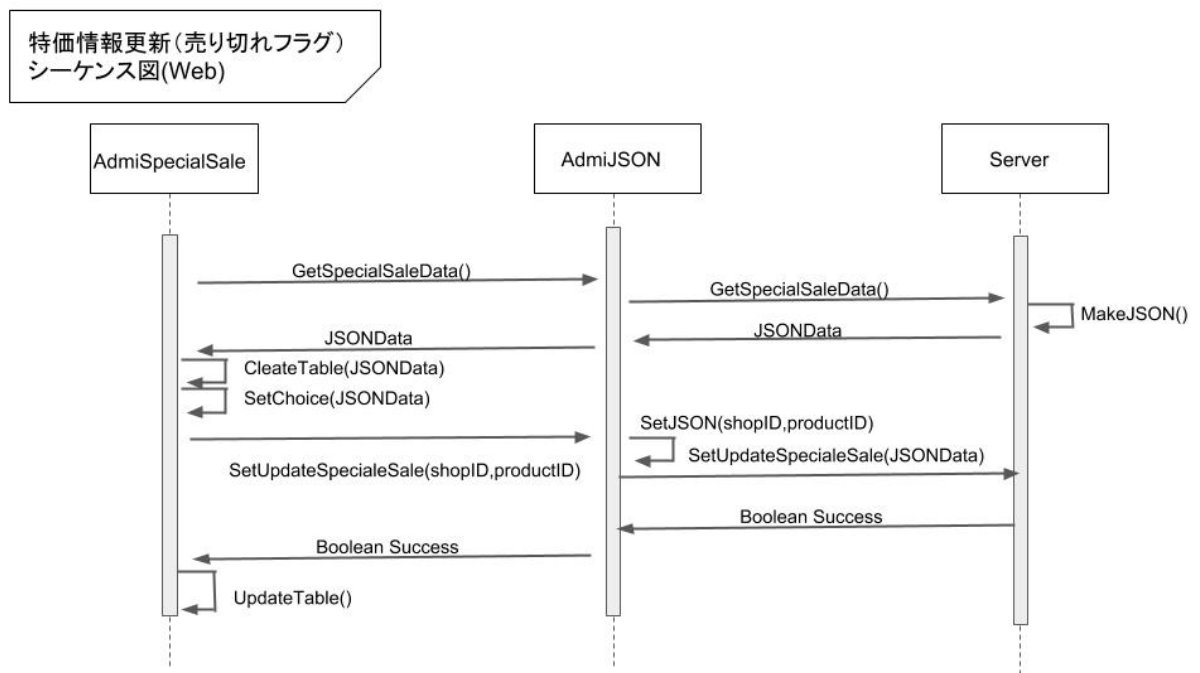 特価情報更新（売り切れフラグ）
シーケンス図(Web)
AdmiSpecialSale
AdmiJSON
Server
GetSpecialSaleData()
GetSpecialSaleData()
MakeJSON()
JSONData
JSONData
CleateTable(JSONData)
SetChoice(JSONData)
SetJSON(shopID,productID)
SetUpdateSpecialeSale(JSONData)
SetUpdateSpecialeSale(shopID,productID)
Boolean Success
Boolean Success
UpdateTable()